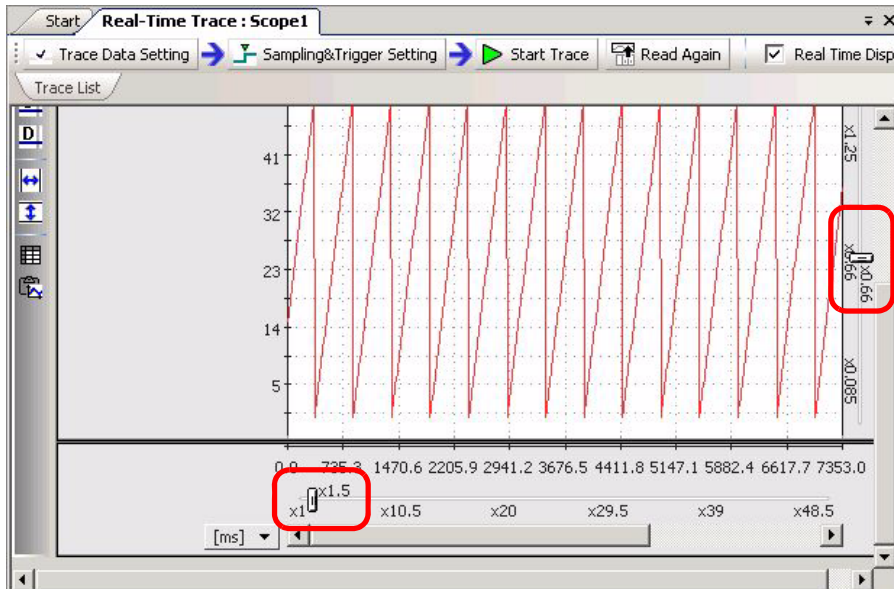 Start Real-Time Trace : Scope1
Trace Data Setting Sampling&Trigger Setting Start Trace Read Again Real Time Disp
Trace List
D
x1.25
41
32
23
x0.66
14
5
x0.085
0.0 735.3 1470.6 2205.9 2941.2 3676.5 4411.8 5147.1 5882.4 6617.7 7353.0
x1.5
x1 x10.5 x20 x29.5 x39 x48.5
[ms]